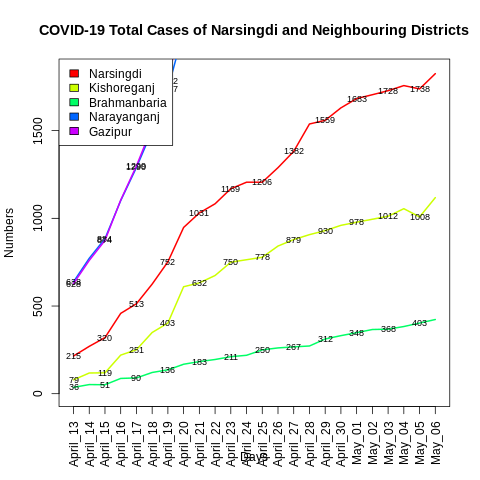 COVID-19 Total Cases of Narsingdi and Neighbouring Districts
Narsingdi
Kishoreganj
Brahmanbaria
Narayanganj
Gazipur
Numbers
0
500
1000
1500
215
320
513
752
1031
1169
1206
1382
1559
1683
1728
1738
79
119
251
403
632
750
778
879
930
978
1012
1008
36
51
90
136
183
211
250
267
312
348
368
403
April_13
April_14
April_15
April_16
April_17
April_18
April_19
April_20
April_21
April_22
April_23
April_24
April_25
April_26
April_27
April_28
April_29
April_30
May_01
May_02
May_03
May_04
May_05
May_06
Days